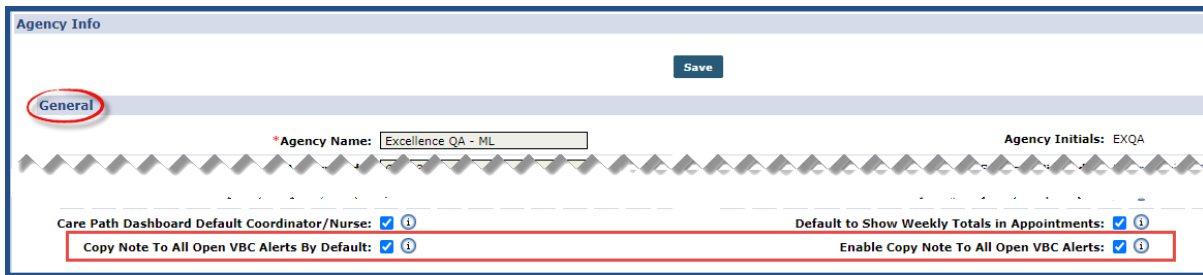 Agency Info
Save
General
*Agency Name: Excellence QA - ML Agency Initials: EXQA
Care Path Dashboard Default Coordinator/Nurse: Default to Show Weekly Totals in Appointments:
Copy Note To All Open VBC Alerts By Default: Enable Copy Note To All Open VBC Alerts: